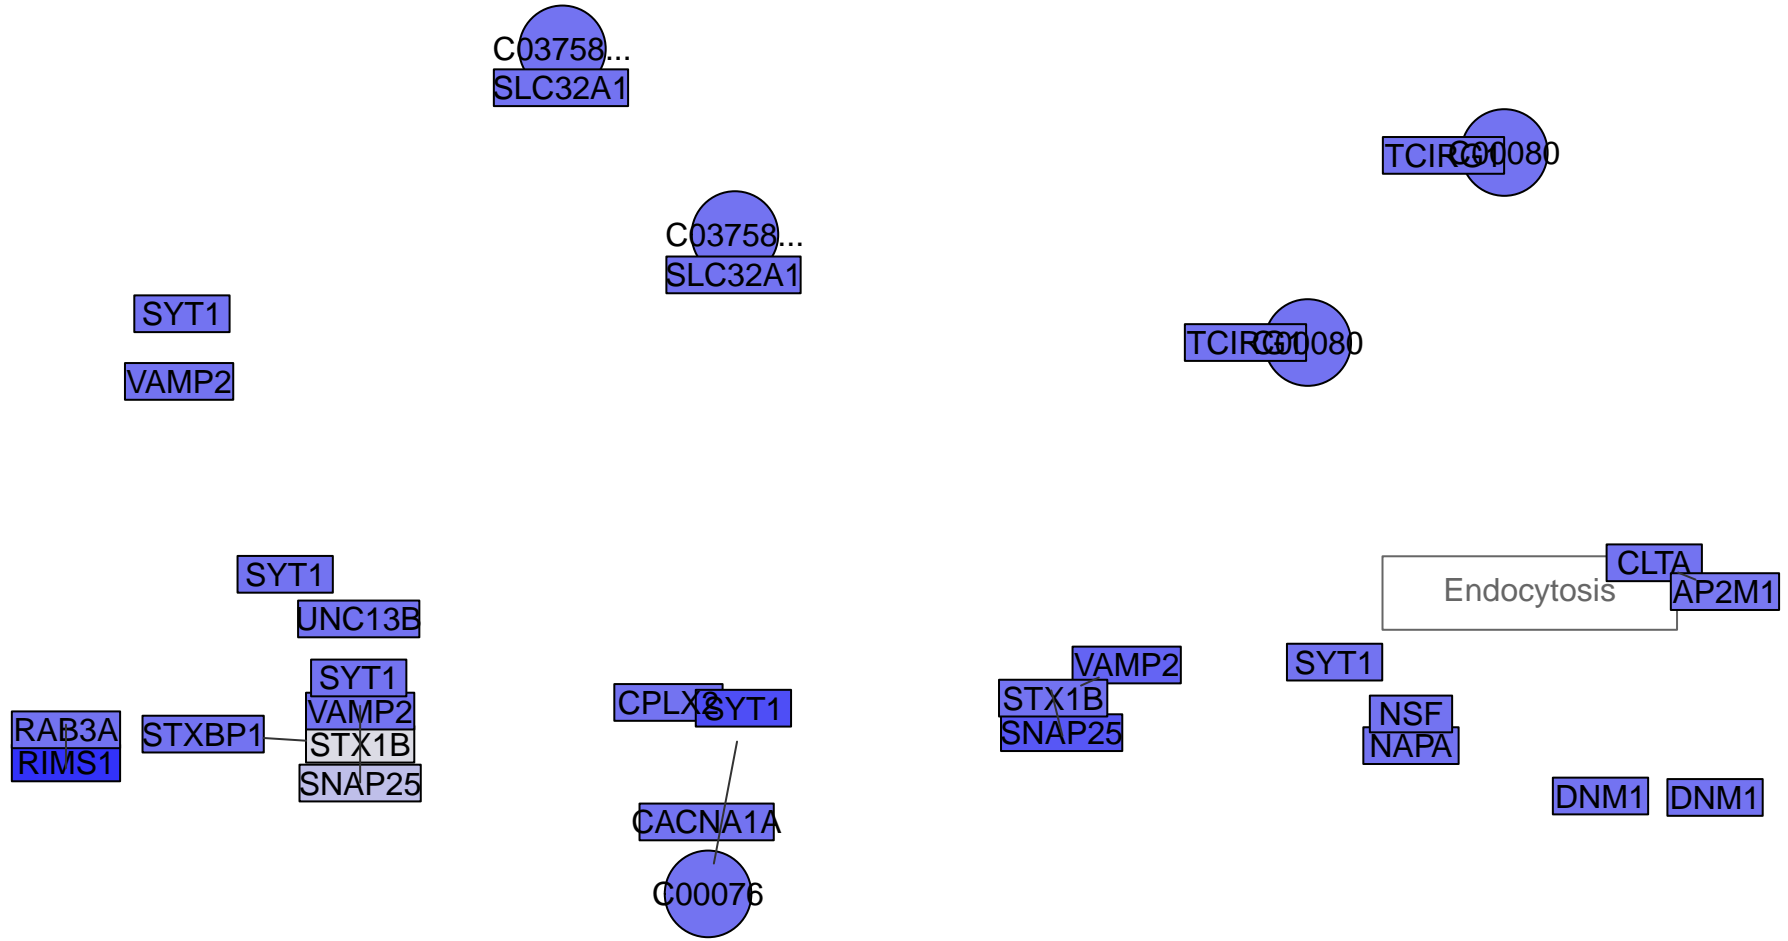 C03758...
SLC32A1
TCIRG1
C00080
C03758...
SLC32A1
SYT1
TCIRG1
C00080
VAMP2
SYT1
CLTA
Endocytosis
AP2M1
UNC13B
SYT1
VAMP2
SYT1
STX1B
CPLX2
SYT1
VAMP2
NSF
RAB3A
STXBP1
STX1B
SNAP25
NAPA
RIMS1
SNAP25
DNM1
DNM1
CACNA1A
C00076